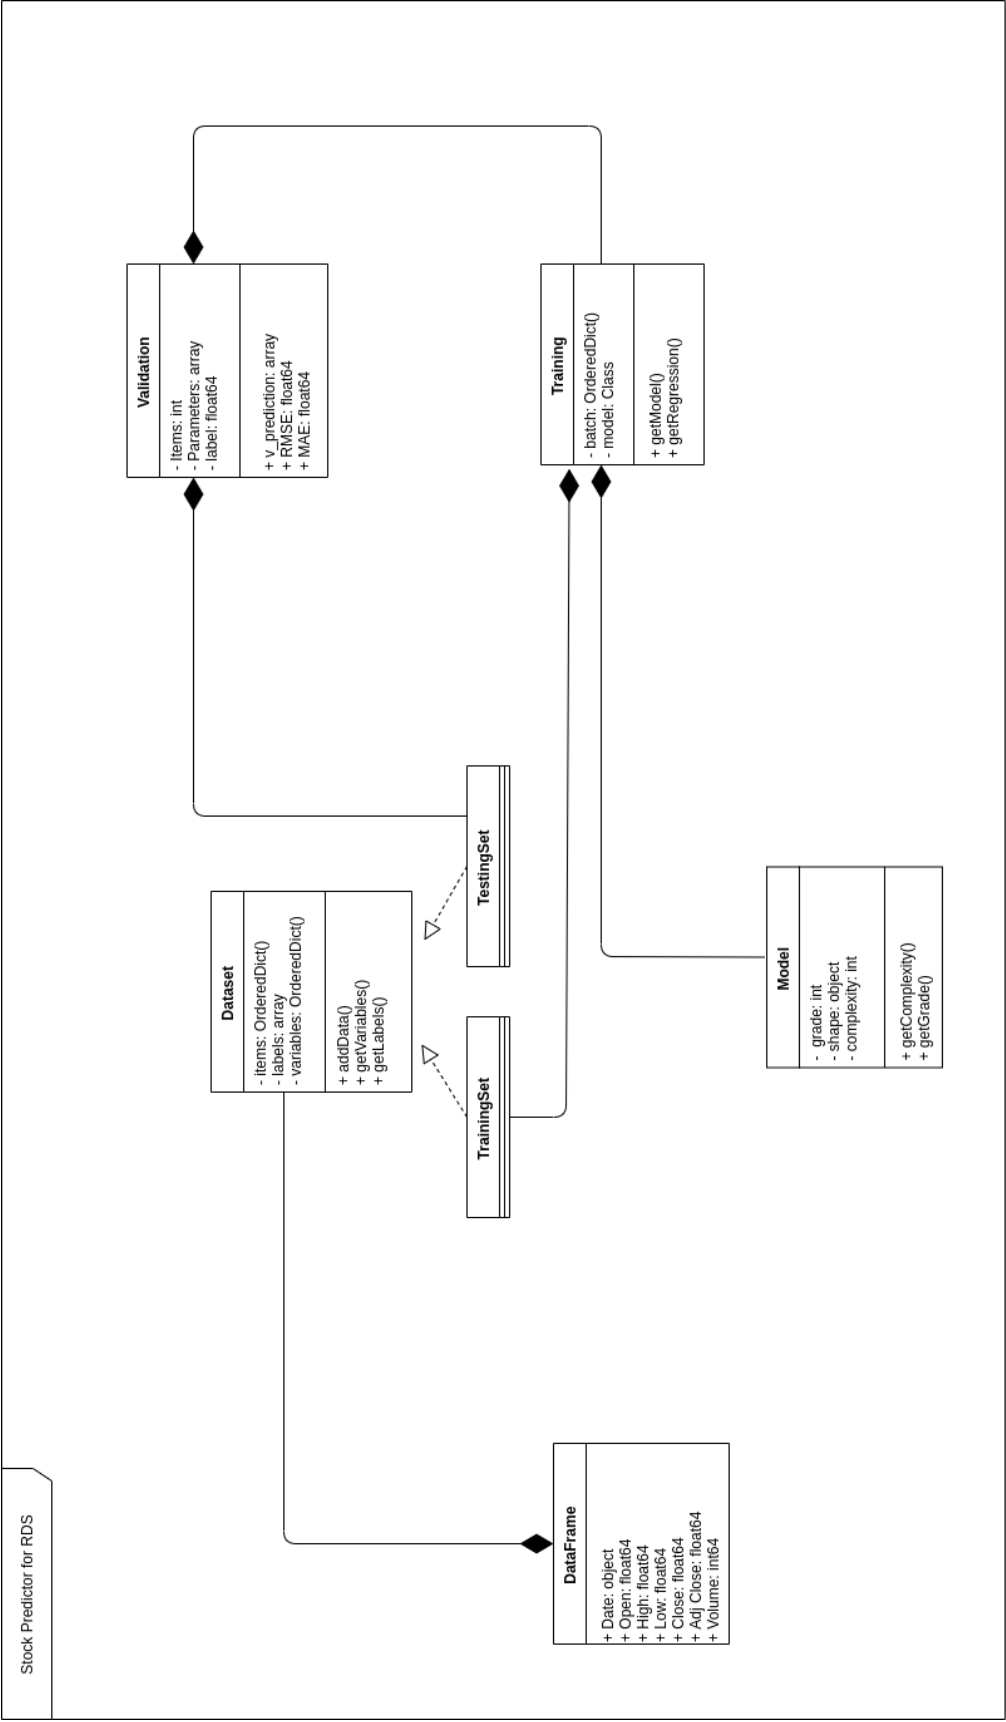 Stock Predictor for RDS
DataFrame
+ Date: object
+ Open: float64
+ High: float64
+ Low: float64
+ Close: float64
+ Adj Close: float64
+ Volume: int64
Dataset
- items: OrderedDict()
- labels: array
- variables: OrderedDict()
+ addData()
+ getVariables()
+ getLabels()
TrainingSet
TestingSet
Model
- grade: int
- shape: object
- complexity: int
+ getComplexity()
+ getGrade()
Validation
- Items: int
- Parameters: array
- label: float64
+ v_prediction: array
+ RMSE: float64
+ MAE: float64
Training
- batch: OrderedDict()
- model: Class
+ getModel()
+ getRegression()